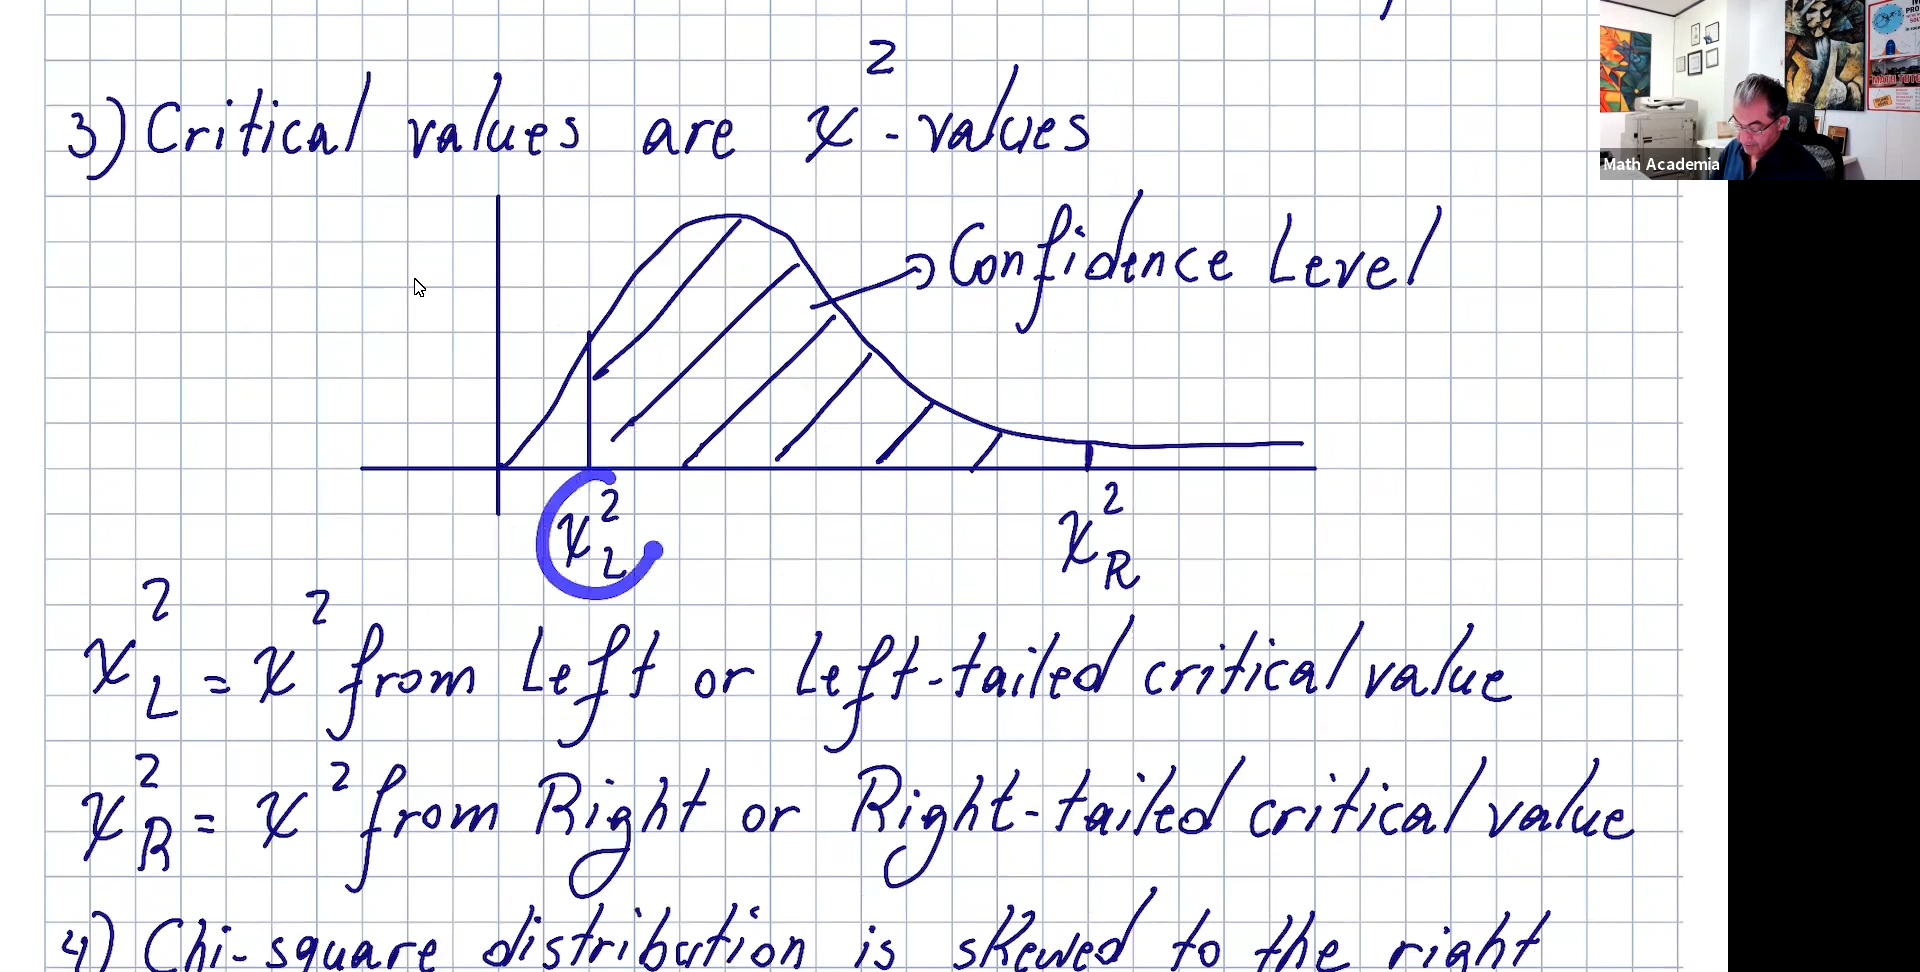 3) Critical values are χ²-values
Confidence Level
χ²L
χ²R
χ²L = χ² from Left or Left-tailed critical value
χ²R = χ² from Right or Right-tailed critical value
4) Chi-square distribution is skewed to the right
Math Academia